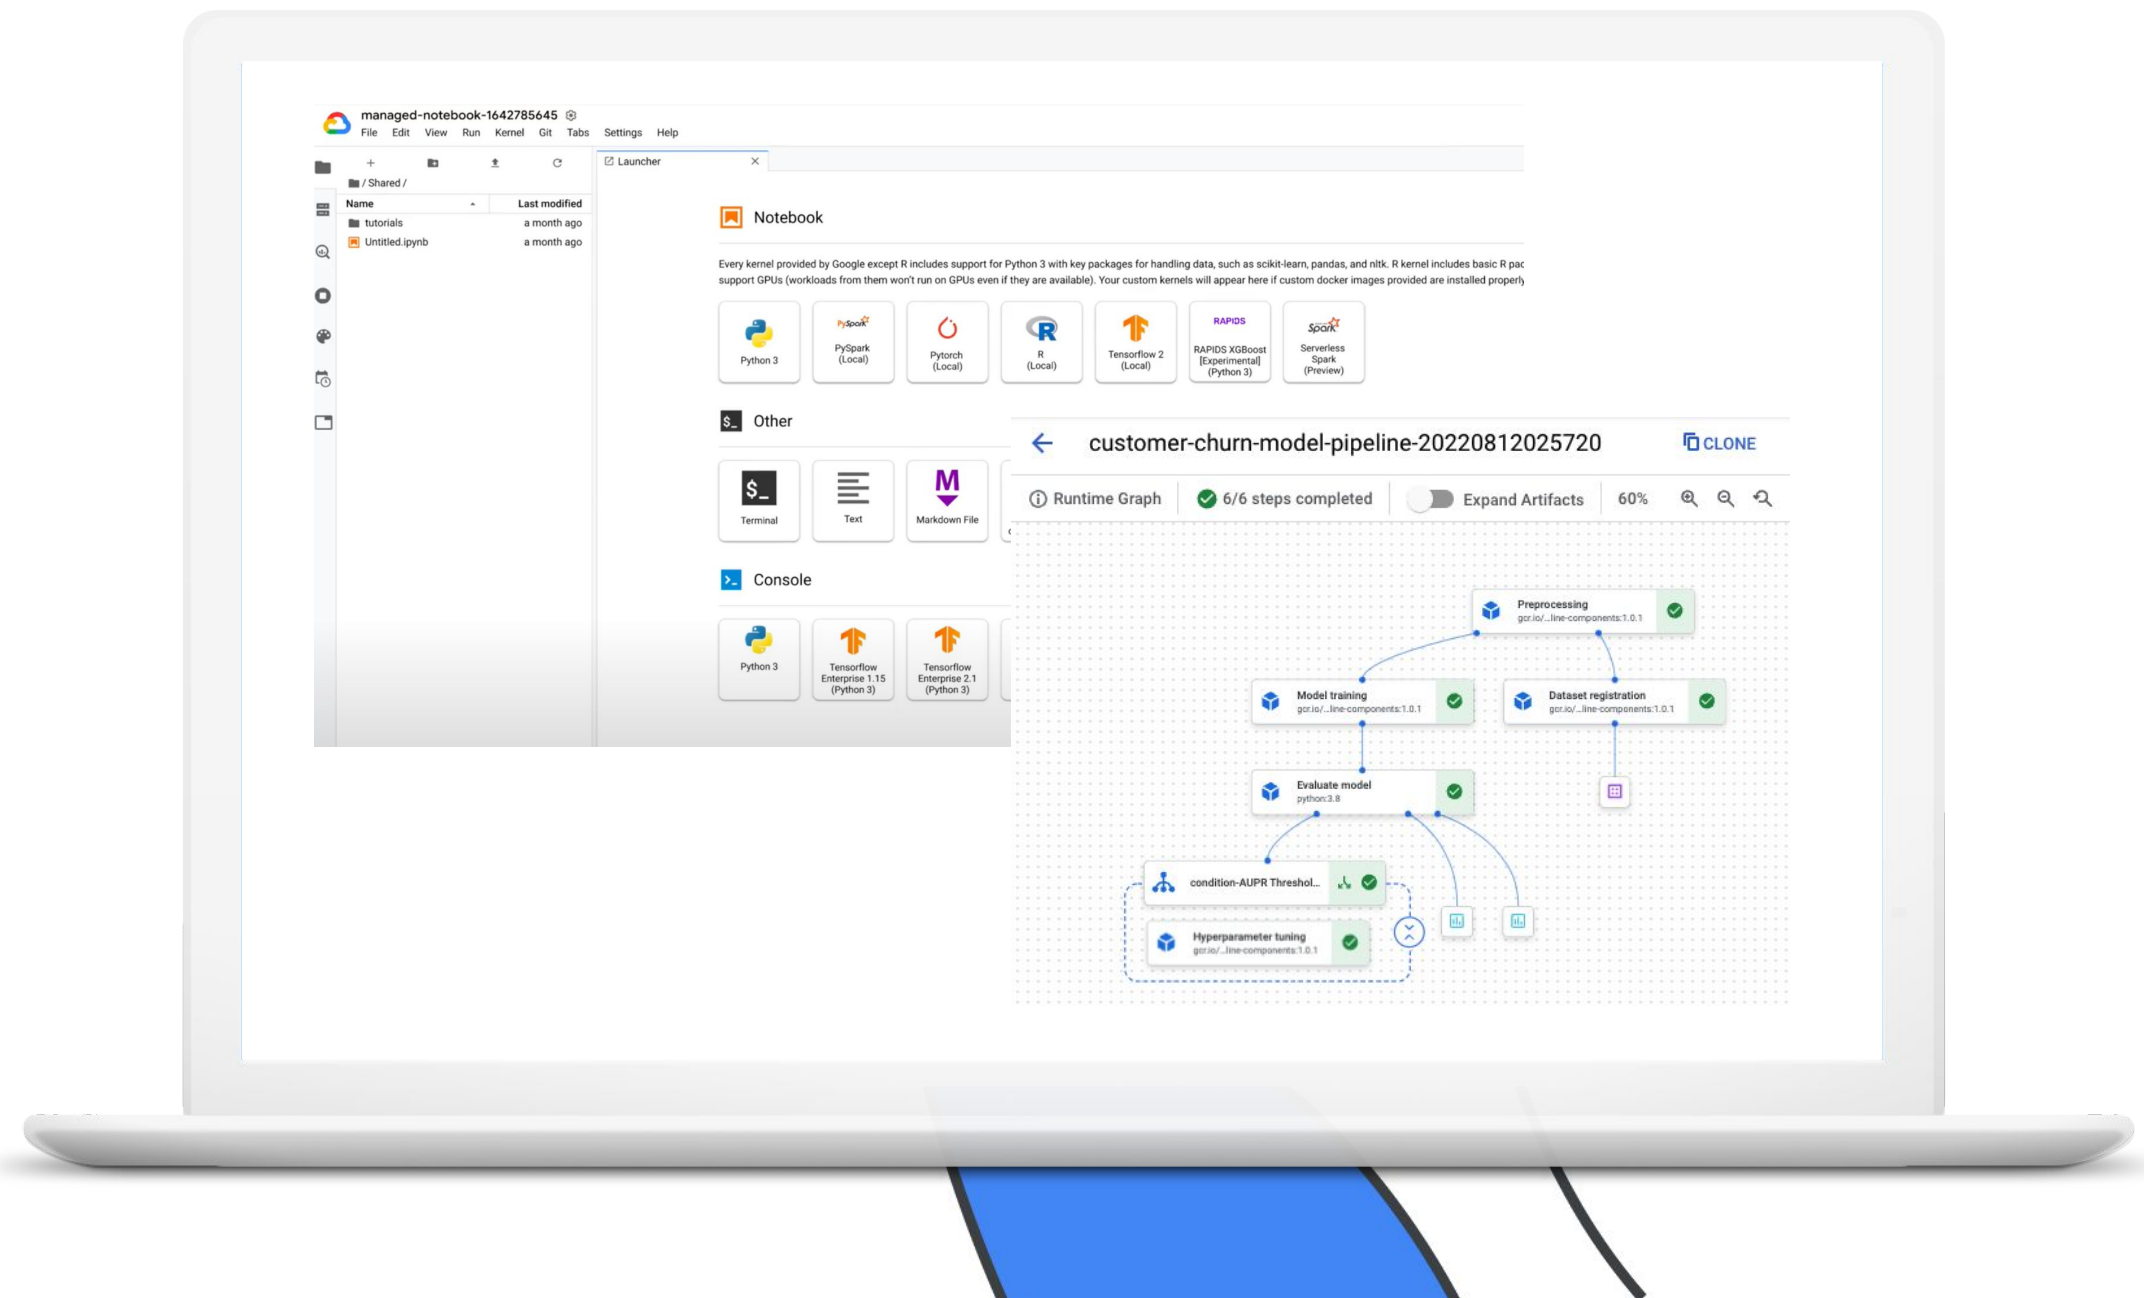 managed-notebook-1642785645
File Edit View Run Kernel Git Tabs Settings Help
/ Shared /
Name Last modified
tutorials a month ago
Untitled.ipynb a month ago
Launcher
Notebook
Every kernel provided by Google except R includes support for Python 3 with key packages for handling data, such as scikit-learn, pandas, and nltk. R kernel includes basic R pac
support GPUs (workloads from them won't run on GPUs even if they are available). Your custom kernels will appear here if custom docker images provided are installed properly
Python 3
PySpark
PySpark
(Local)
Pytorch
(Local)
R
R
(Local)
Tensorflow 2
(Local)
RAPIDS
RAPIDS XGBoost
[Experimental]
(Python 3)
Spark
Serverless
Spark
(Preview)
$_ Other
$_
Terminal
Text
M
Markdown File
>_ Console
Python 3
Tensorflow
Enterprise 1.15
(Python 3)
Tensorflow
Enterprise 2.1
(Python 3)
customer-churn-model-pipeline-20220812025720 CLONE
Runtime Graph 6/6 steps completed Expand Artifacts 60%
Preprocessing
gcr.io/...line-components:1.0.1
Model training
gcr.io/...line-components:1.0.1
Dataset registration
gcr.io/...line-components:1.0.1
Evaluate model
python:3.8
condition-AUPR Threshol...
Hyperparameter tuning
gcr.io/...line-components:1.0.1